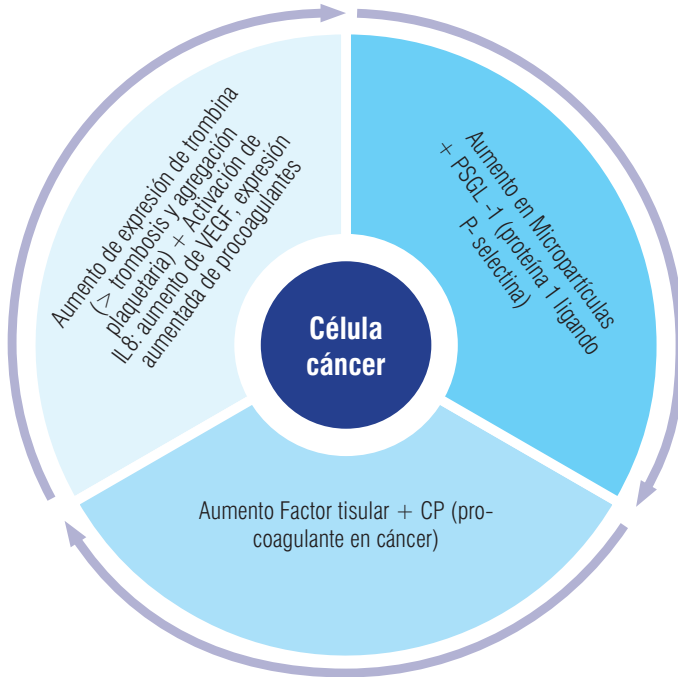 Aumento de expresión de trombina
(> trombosis y agregación
plaquetaria) + Activación de
IL8: aumento de VEGF, expresión
aumentada de procoagulantes
Aumento en Micropartículas
+ PSGL -1 (proteína 1 ligando
P- selectina)
Célula
cáncer
Aumento Factor tisular + CP (pro-
coagulante en cáncer)